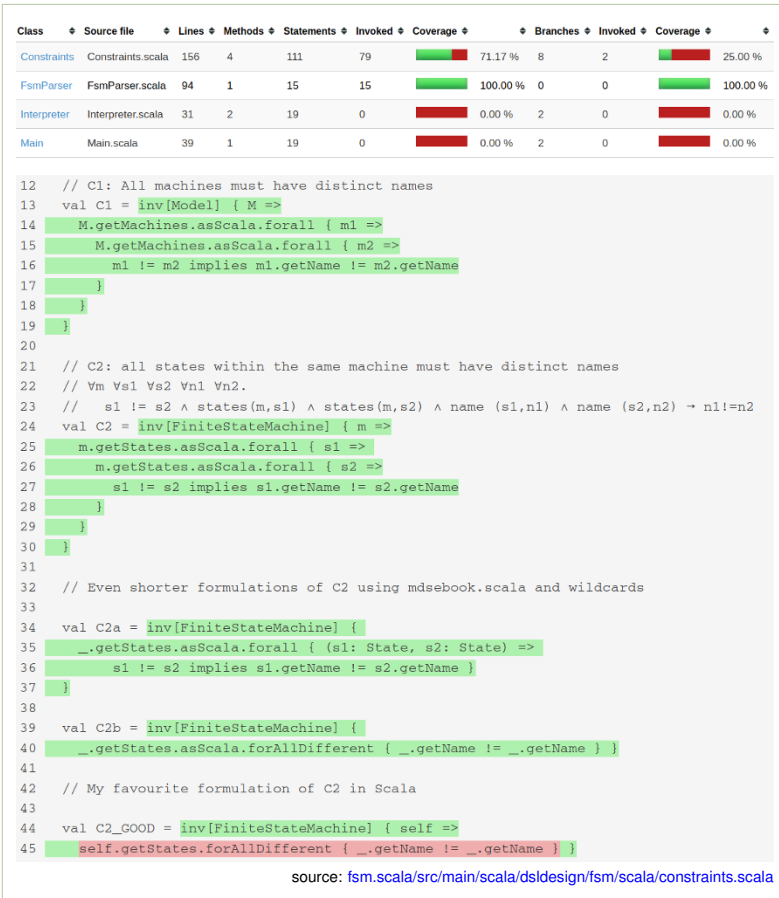 Class Source file Lines Methods Statements Invoked Coverage Branches Invoked Coverage
Constraints Constraints.scala 156 4 111 79 71.17 % 8 2 25.00 %
FsmParser FsmParser.scala 94 1 15 15 100.00 % 0 0 100.00 %
Interpreter Interpreter.scala 31 2 19 0 0.00 % 2 0 0.00 %
Main Main.scala 39 1 19 0 0.00 % 2 0 0.00 %
12 // C1: All machines must have distinct names
13 val C1 = inv[Model] { M =>
14 M.getMachines.asScala.forall { m1 =>
15 M.getMachines.asScala.forall { m2 =>
16 m1 != m2 implies m1.getName != m2.getName
17 }
18 }
19 }
20
21 // C2: all states within the same machine must have distinct names
22 // ∀m ∀s1 ∀s2 ∀n1 ∀n2.
23 // s1 != s2 ∧ states(m,s1) ∧ states(m,s2) ∧ name (s1,n1) ∧ name (s2,n2) → n1!=n2
24 val C2 = inv[FiniteStateMachine] { m =>
25 m.getStates.asScala.forall { s1 =>
26 m.getStates.asScala.forall { s2 =>
27 s1 != s2 implies s1.getName != s2.getName
28 }
29 }
30 }
31
32 // Even shorter formulations of C2 using mdsebook.scala and wildcards
33
34 val C2a = inv[FiniteStateMachine] {
35 _.getStates.asScala.forall { (s1: State, s2: State) =>
36 s1 != s2 implies s1.getName != s2.getName }
37 }
38
39 val C2b = inv[FiniteStateMachine] {
40 _.getStates.asScala.forAllDifferent { _.getName != _.getName } }
41
42 // My favourite formulation of C2 in Scala
43
44 val C2_GOOD = inv[FiniteStateMachine] { self =>
45 self.getStates.forAllDifferent { _.getName != _.getName } }
source: fsm.scala/src/main/scala/dsldesign/fsm/scala/constraints.scala